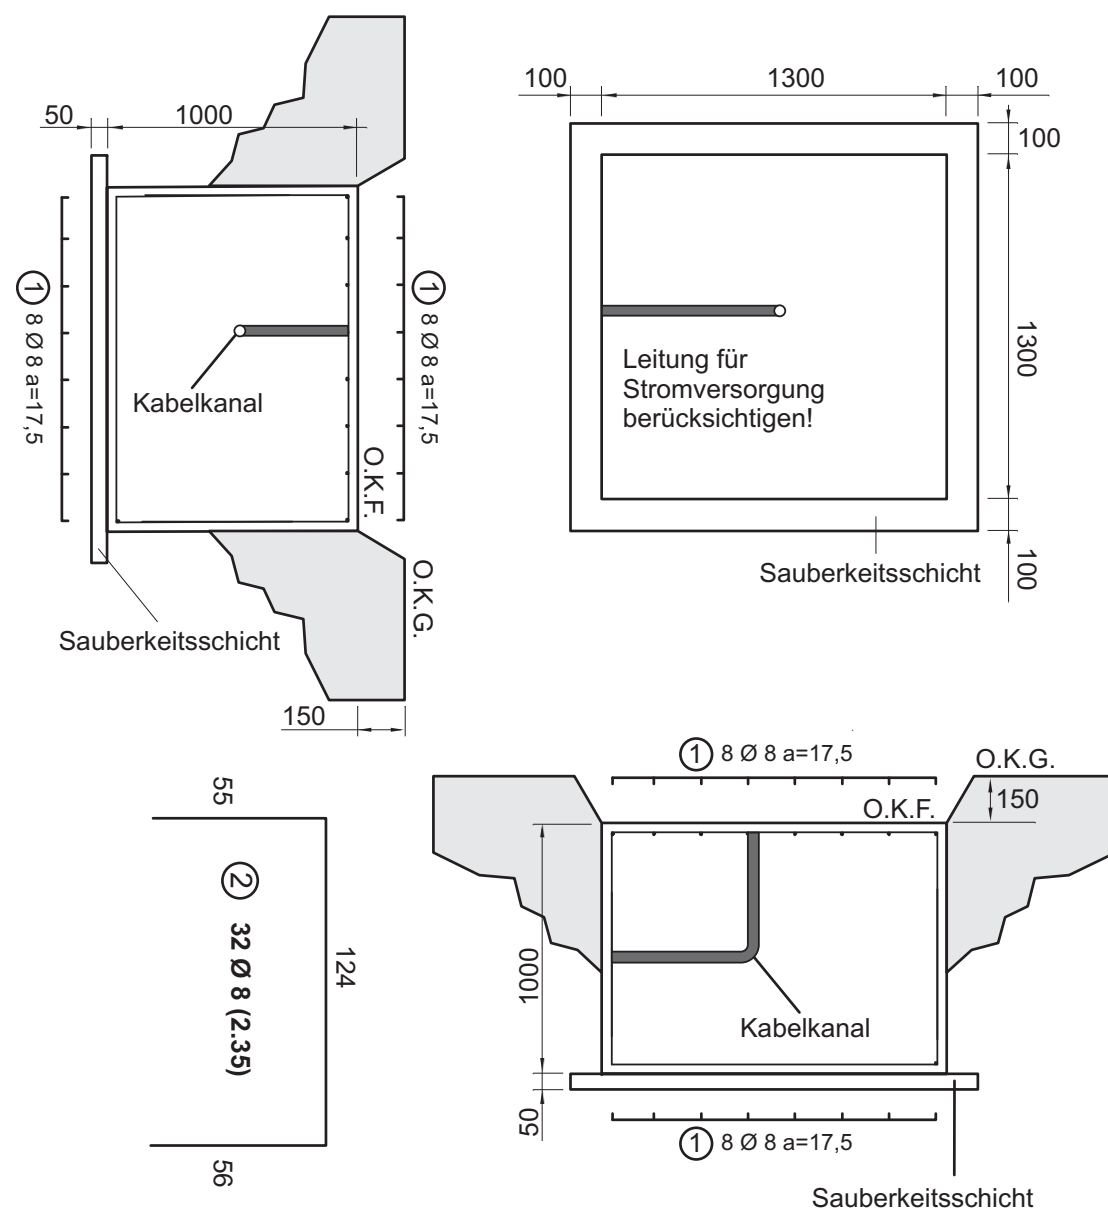 50
1000
1 8 Ø 8 a=17,5
1 8 Ø 8 a=17,5
Kabelkanal
O.K.F.
O.K.G.
Sauberkeitsschicht
150
100
1300
100
100
1300
100
Leitung für
Stromversorgung
berücksichtigen!
Sauberkeitsschicht
55
2 32 Ø 8 (2.35)
124
56
1 8 Ø 8 a=17,5
O.K.G.
150
O.K.F.
1000
Kabelkanal
50
1 8 Ø 8 a=17,5
Sauberkeitsschicht